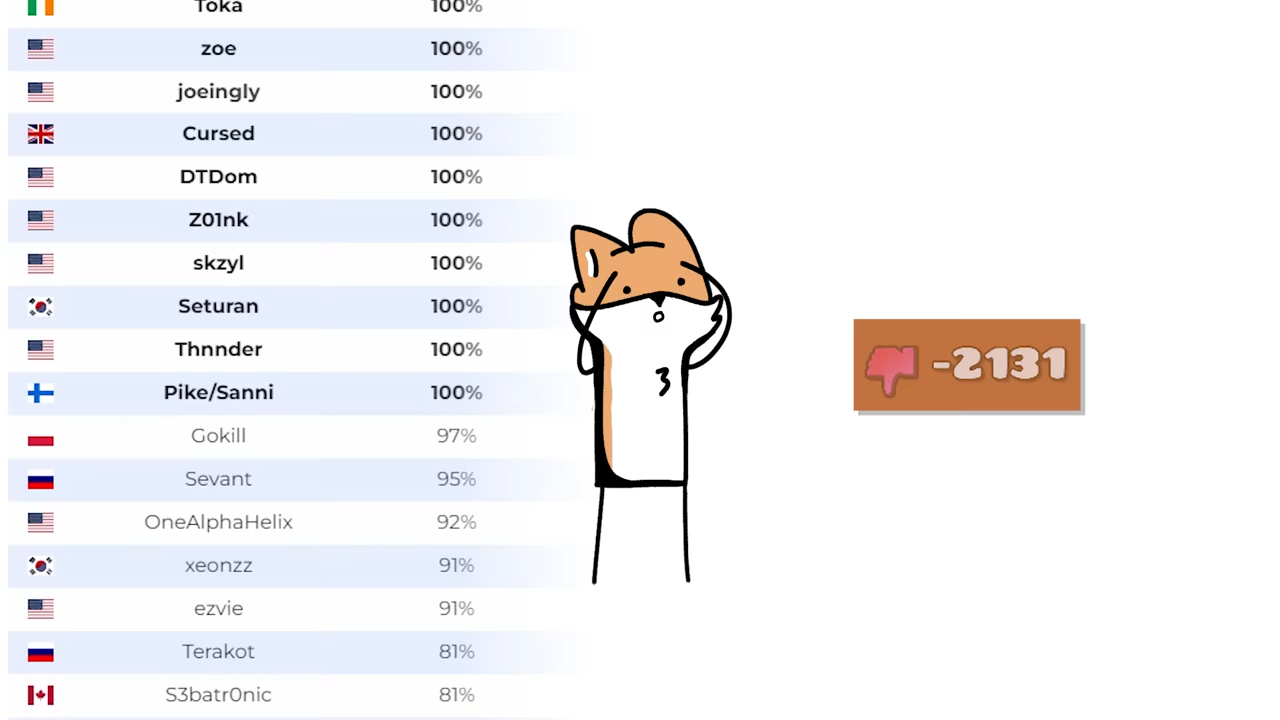 Toka 100%
zoe 100%
joeingly 100%
Cursed 100%
DTDom 100%
Z01nk 100%
skzyl 100%
Seturan 100%
Thnnder 100%
Pike/Sanni 100%
Gokill 97%
Sevant 95%
OneAlphaHelix 92%
xeonzz 91%
ezvie 91%
Terakot 81%
S3batr0nic 81%
-2131